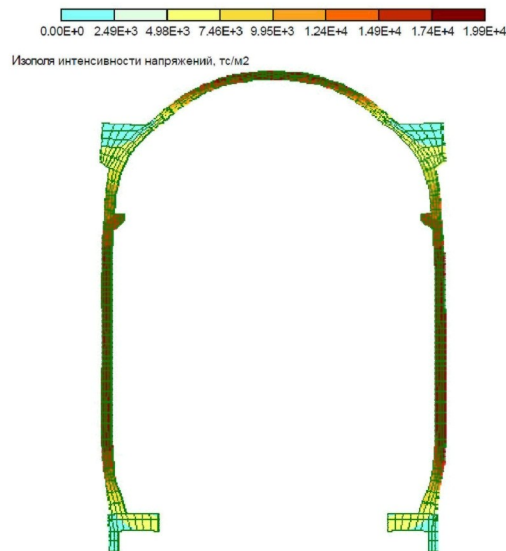 0.00E+0 2.49E+3 4.98E+3 7.46E+3 9.95E+3 1.24E+4 1.49E+4 1.74E+4 1.99E+4
Изополя интенсивности напряжений, тс/м2